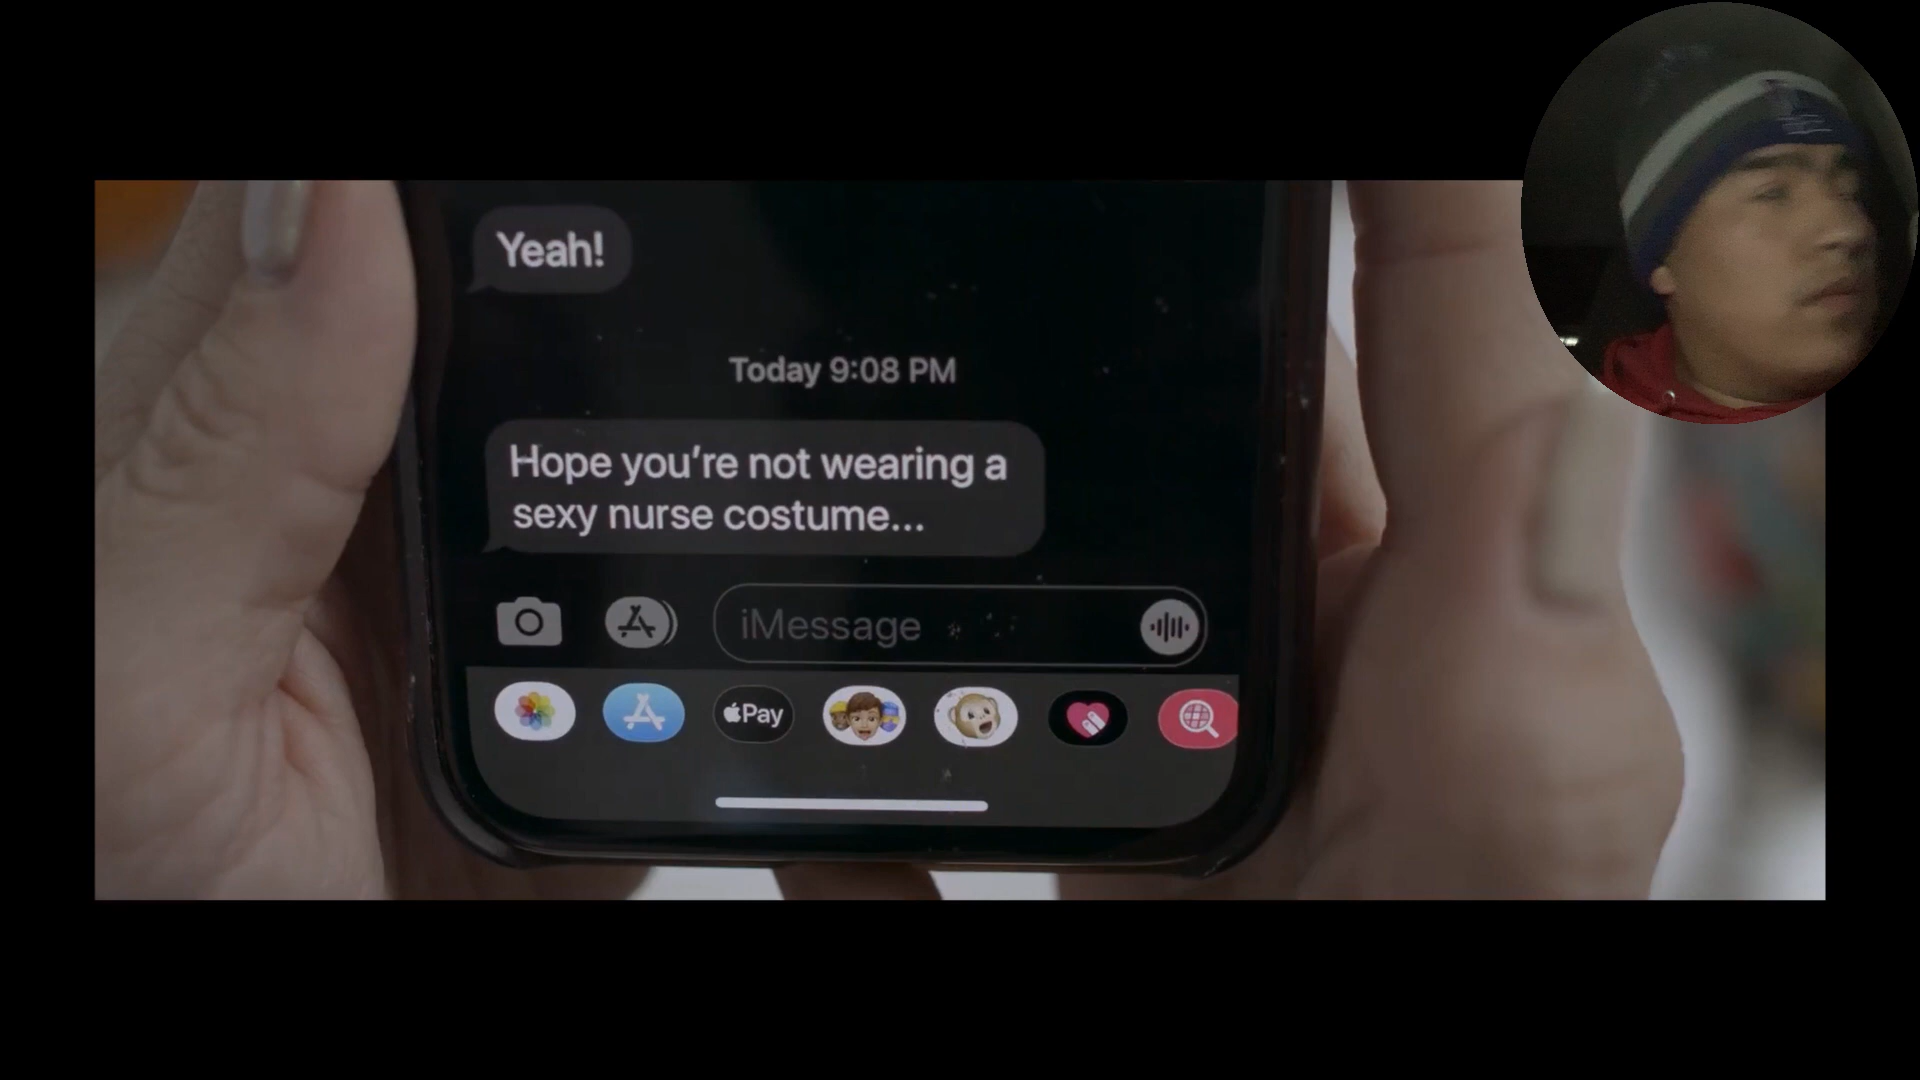 Yeah!
Today 9:08 PM
Hope you're not wearing a
sexy nurse costume...
iMessage
Pay